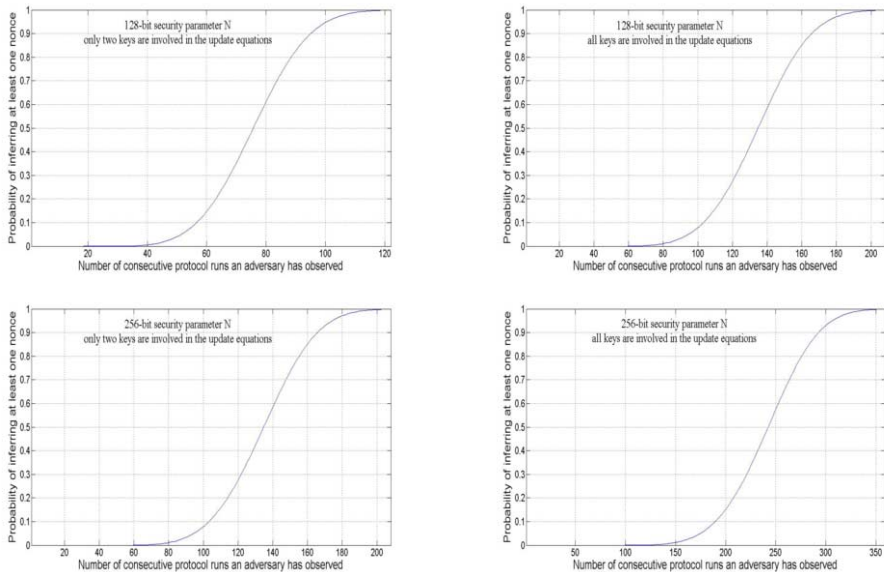 128-bit security parameter N
only two keys are involved in the update equations
Probability of inferring at least one nonce
1
0.9
0.8
0.7
0.6
0.5
0.4
0.3
0.2
0.1
0
20 40 60 80 100 120
Number of consecutive protocol runs an adversary has observed
128-bit security parameter N
all keys are involved in the update equations
Probability of inferring at least one nonce
1
0.9
0.8
0.7
0.6
0.5
0.4
0.3
0.2
0.1
0
20 40 60 80 100 120 140 160 180 200
Number of consecutive protocol runs an adversary has observed
256-bit security parameter N
only two keys are involved in the update equations
Probability of inferring at least one nonce
1
0.9
0.8
0.7
0.6
0.5
0.4
0.3
0.2
0.1
0
20 40 60 80 100 120 140 160 180 200
Number of consecutive protocol runs an adversary has observed
256-bit security parameter N
all keys are involved in the update equations
Probability of inferring at least one nonce
1
0.9
0.8
0.7
0.6
0.5
0.4
0.3
0.2
0.1
0
50 100 150 200 250 300 350
Number of consecutive protocol runs an adversary has observed